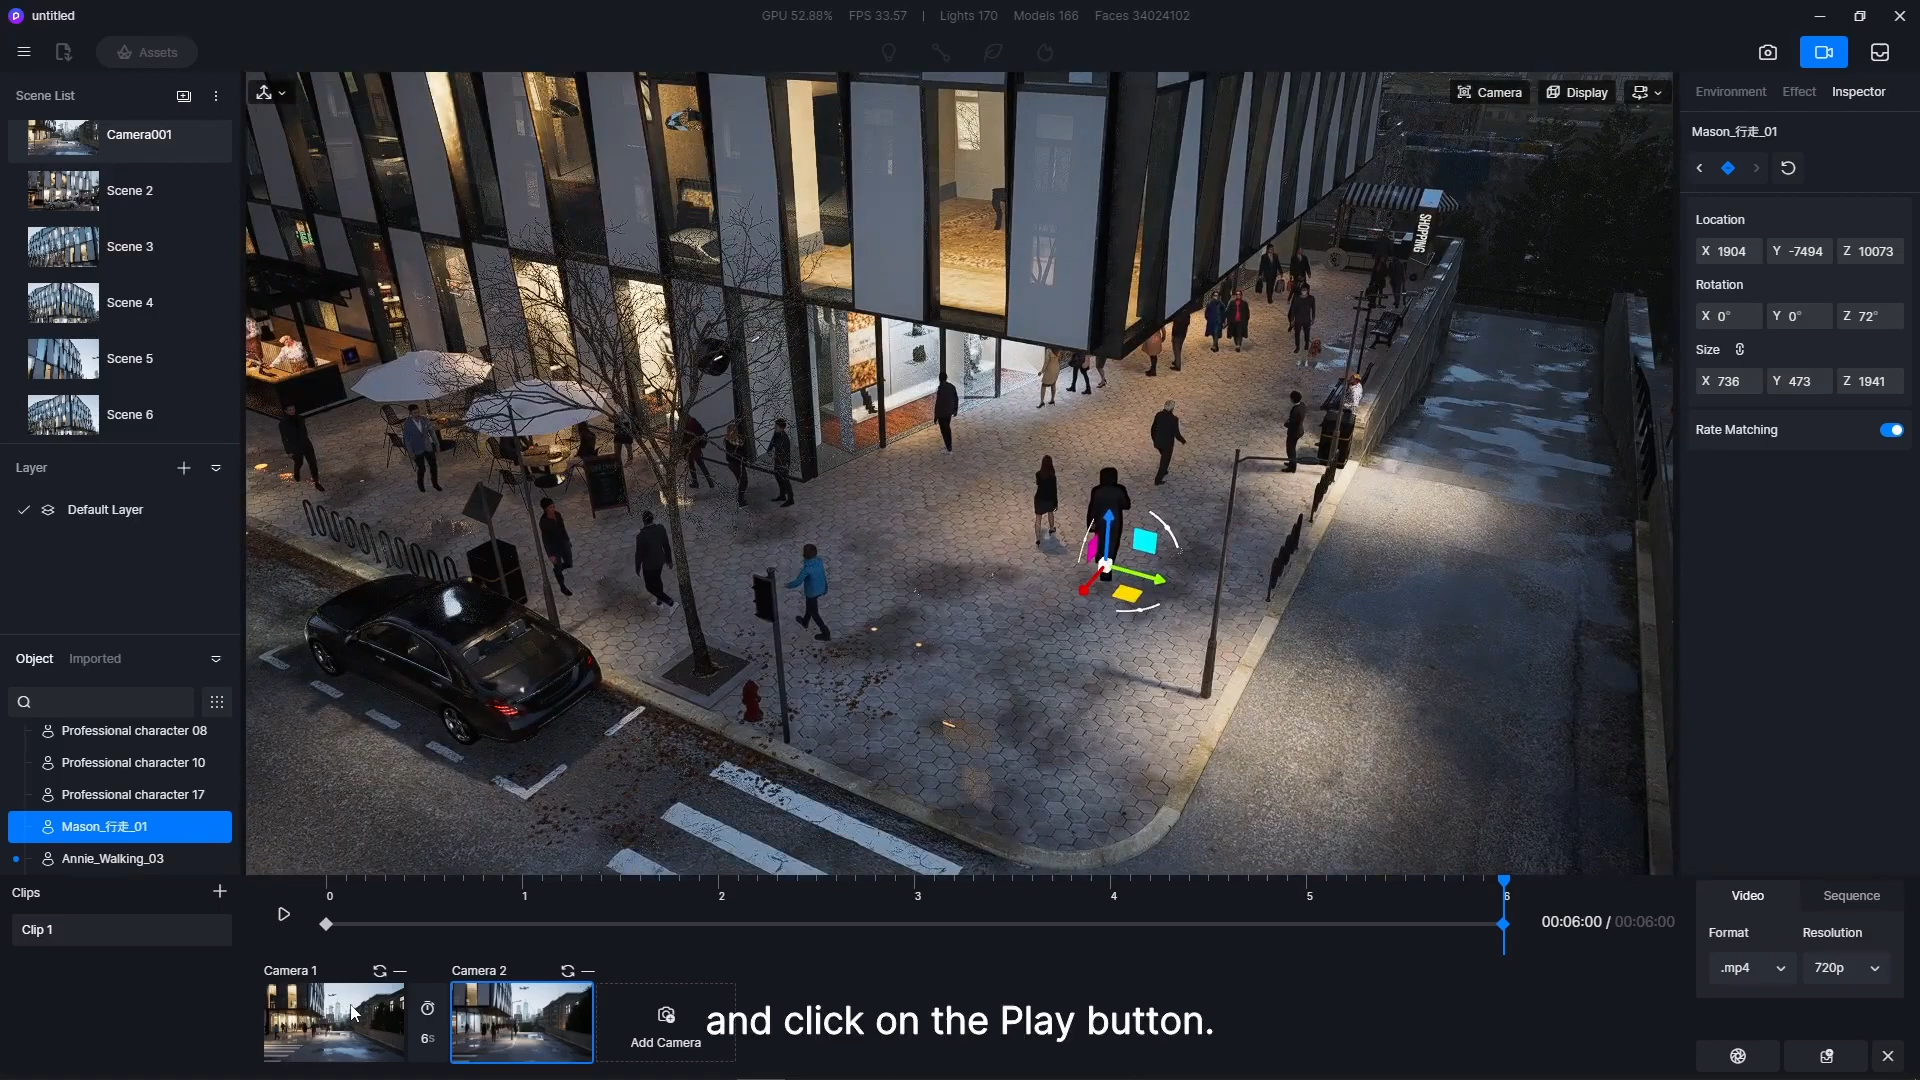 untitled
GPU 52.88% FPS 33.57 | Lights 170 Models 166 Faces 34024102
Assets
Scene List
Camera001
Scene 2
Scene 3
Scene 4
Scene 5
Scene 6
Layer
Default Layer
Object Imported
Professional character 08
Professional character 10
Professional character 17
Mason_行走_01
Annie_Walking_03
Clips
Clip 1
Camera Display
SHOPPING
Environment Effect Inspector
Mason_行走_01
Location
X 1904 Y -7494 Z 10073
Rotation
X 0° Y 0° Z 72°
Size
X 736 Y 473 Z 1941
Rate Matching
0 1 2 3 4 5 6
00:06:00 / 00:06:00
Camera 1
6s
Camera 2
Add Camera
and click on the Play button.
Video Sequence
Format Resolution
.mp4 720p